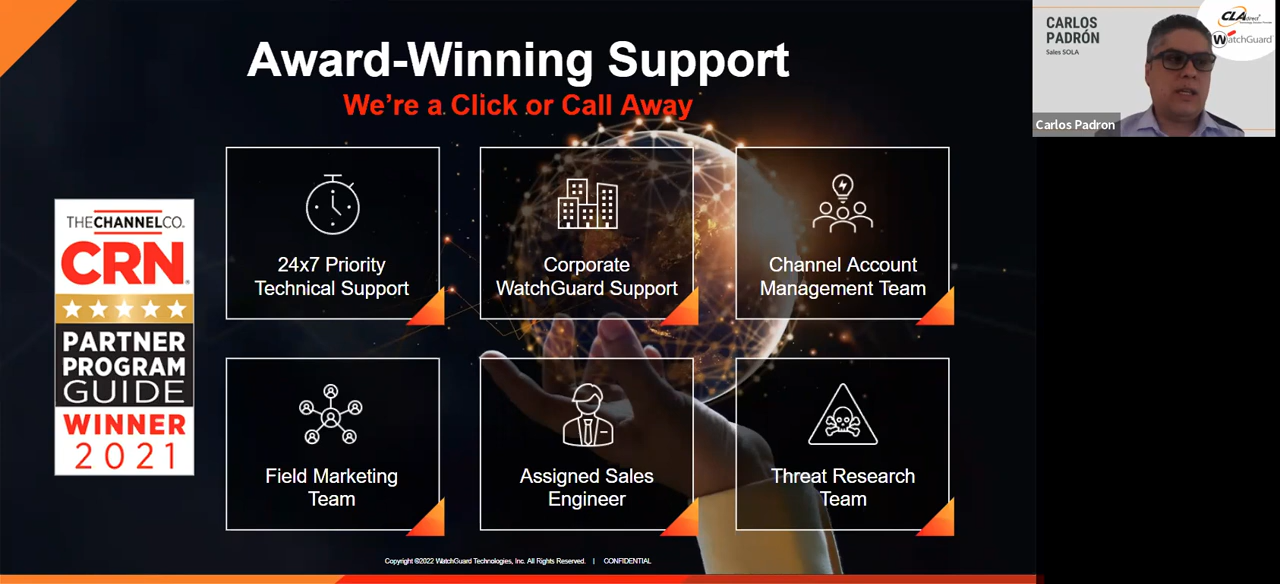 Award-Winning Support
We're a Click or Call Away
THECHANNELCO.
CRN
PARTNER
PROGRAM
GUIDE
WINNER
2021
24x7 Priority
Technical Support
Corporate
WatchGuard Support
Channel Account
Management Team
Field Marketing
Team
Assigned Sales
Engineer
Threat Research
Team
Copyright ©2022 WatchGuard Technologies, Inc. All Rights Reserved. | CONFIDENTIAL
CARLOS
PADRÓN
Sales SOLA
CLAdirect
WatchGuard
Carlos Padron